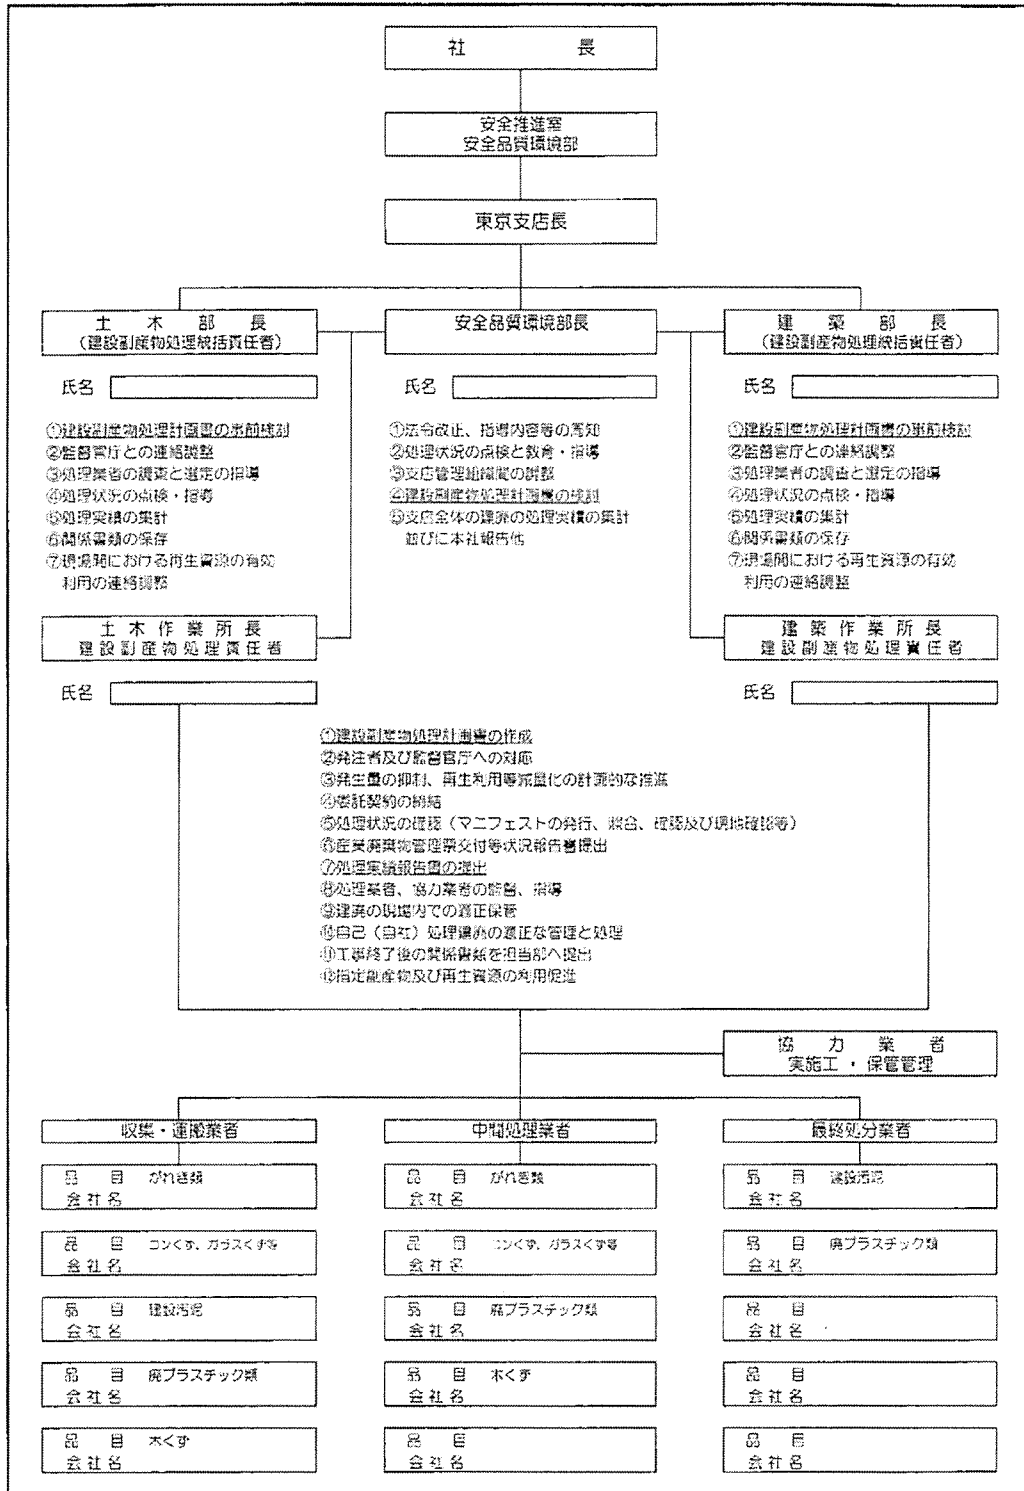 社長
安全推進室
安全品質環境部
東京支店長
土木部長
(建設副産物処理統括責任者)
氏名
①建設副産物処理計画書の事前検討
②監督官庁との連絡調整
③処理業者の調査と選定の指導
④処理状況の点検・指導
⑤処理実績の集計
⑥関係書類の保存
⑦現場間における再生資源の有効
利用の連絡調整
安全品質環境部長
氏名
①法令改正、指導内容等の周知
②処理状況の点検と教育・指導
③支店管理組織間の調整
④建設副産物処理計画書の検討
⑤支店全体の建廃の処理実績の集計
並びに本社報告他
建築部長
(建設副産物処理統括責任者)
氏名
①建設副産物処理計画書の事前検討
②監督官庁との連絡調整
③処理業者の調査と選定の指導
④処理状況の点検・指導
⑤処理実績の集計
⑥関係書類の保存
⑦現場間における再生資源の有効
利用の連絡調整
土木作業所長
建設副産物処理責任者
氏名
建築作業所長
建設副産物処理責任者
氏名
①建設副産物処理計画書の作成
②発注者及び監督官庁への対応
③発生量の抑制、再生利用等減量化の計画的な推進
④委託契約の締結
⑤処理状況の確認(マニフェストの発行、照合、確認及び現地確認等)
⑥産業廃棄物管理票交付等状況報告書提出
⑦処理実績報告書の提出
⑧処理業者、協力業者の監督、指導
⑨建廃の現場内での適正保管
⑩自己(自社)処理建廃の適正な管理と処理
⑪工事終了後の関係書類を担当部へ提出
⑫指定副産物及び再生資源の利用促進
協力業者
実施工・保管管理
収集・運搬業者
品目 がれき類
会社名
品目 コンくず、ガラスくず等
会社名
品目 建設汚泥
会社名
品目 廃プラスチック類
会社名
品目 木くず
会社名
中間処理業者
品目 がれき類
会社名
品目 コンくず、ガラスくず等
会社名
品目 廃プラスチック類
会社名
品目 木くず
会社名
品目
会社名
最終処分業者
品目 建設汚泥
会社名
品目 廃プラスチック類
会社名
品目
会社名
品目
会社名
品目
会社名